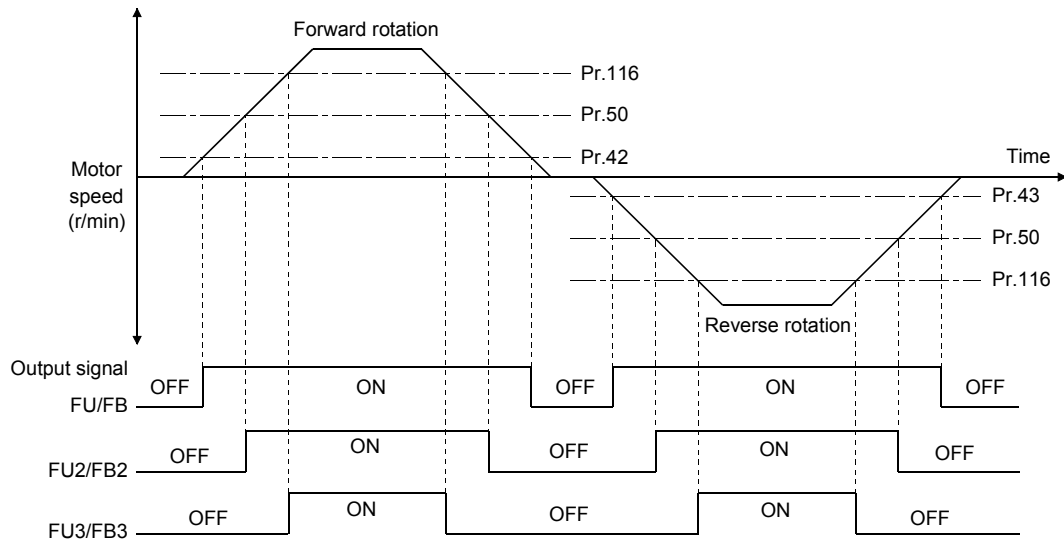 Forward rotation
Pr.116
Pr.50
Pr.42
Time
Motor
speed
(r/min)
Pr.43
Pr.50
Pr.116
Reverse rotation
Output signal
FU/FB OFF ON OFF ON OFF
FU2/FB2 OFF ON OFF ON OFF
FU3/FB3 OFF ON OFF ON OFF